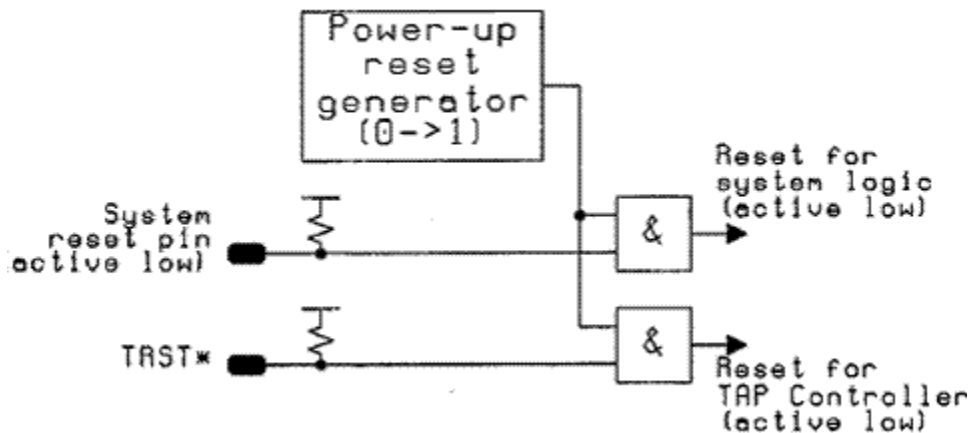 Power-up
reset
generator
(0->1)
Reset for
system logic
(active low)
System
reset pin
active low)
&
TRST*
&
Reset for
TAP Controller
(active low)